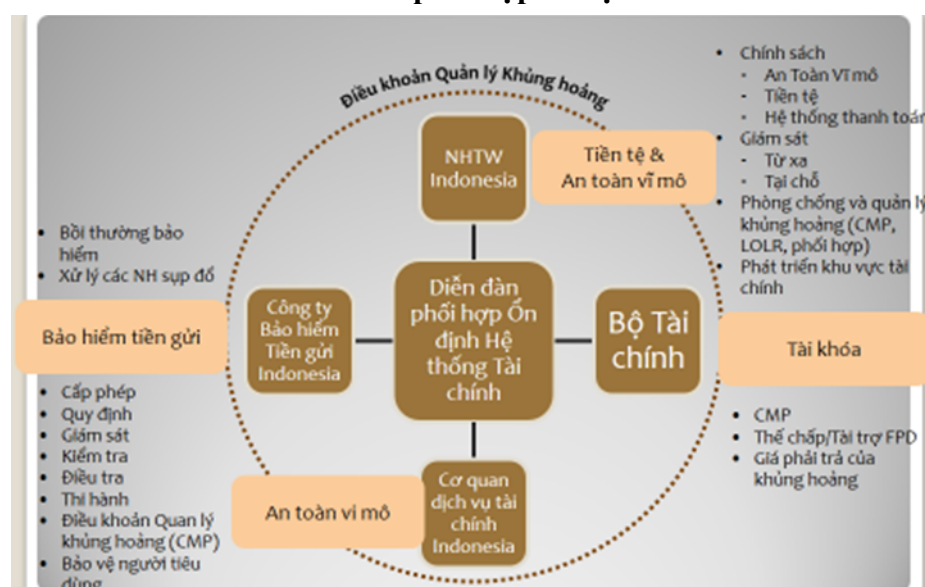 Điều khoản Quản lý Khủng hoảng
NHTW
Indonesia
Tiền tệ &
An toàn vĩ mô
• Chính sách
- An Toàn Vĩ mô
- Tiền tệ
- Hệ thống thanh toán
• Giám sát
- Từ xa
- Tại chỗ
• Phòng chống và quản lý
khủng hoảng (CMP,
LOLR, phối hợp)
• Phát triển khu vực tài
chính
• Bồi thường bảo
hiểm
• Xử lý các NH sụp đổ
Bảo hiểm tiền gửi
Công ty
Bảo hiểm
Tiền gửi
Indonesia
Diễn đàn
phối hợp Ổn
định Hệ
thống Tài
chính
Bộ Tài
chính
Tài khóa
• Cấp phép
• Quy định
• Giám sát
• Kiểm tra
• Điều tra
• Thi hành
• Điều khoản Quan lý
khủng hoảng (CMP)
• Bảo vệ người tiêu
dùng
An toàn vi mô
Cơ quan
dịch vụ tài
chính
Indonesia
• CMP
• Thế chấp/Tài trợ FPD
• Giá phải trả của
khủng hoảng